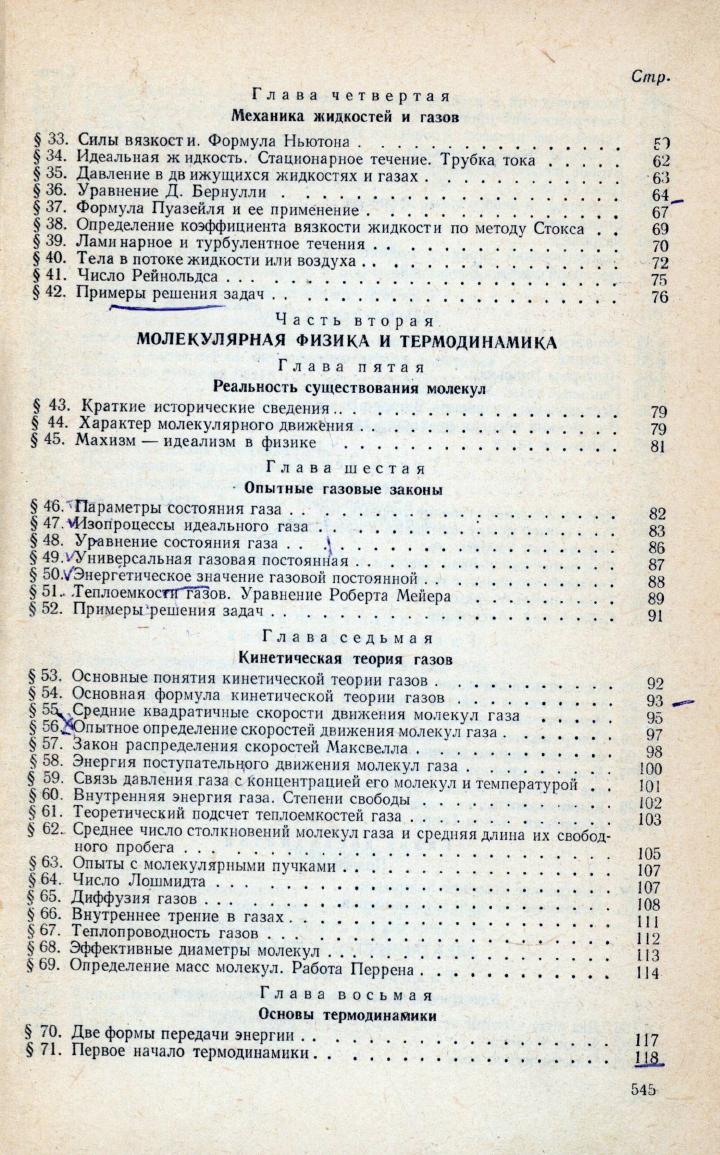 Стр.
Глава четвертая
Механика жидкостей и газов
§ 33. Силы вязкости. Формула Ньютона . . . . . . . . . . . . . . .
§ 34. Идеальная жидкость. Стационарное течение. Трубка тока . . . . . 62
§ 35. Давление в движущихся жидкостях и газах . . . . . . . . . . . 63
§ 36. Уравнение Д. Бернулли . . . . . . . . . . . . . . . . . . . 64
§ 37. Формула Пуазейля и ее применение . . . . . . . . . . . . . . 67
§ 38. Определение коэффициента вязкости жидкости по методу Стокса . . 69
§ 39. Ламинарное и турбулентное течения . . . . . . . . . . . . . . 70
§ 40. Тела в потоке жидкости или воздуха . . . . . . . . . . . . . . 72
§ 41. Число Рейнольдса . . . . . . . . . . . . . . . . . . . . . . 75
§ 42. Примеры решения задач . . . . . . . . . . . . . . . . . . . 76
Часть вторая
МОЛЕКУЛЯРНАЯ ФИЗИКА И ТЕРМОДИНАМИКА
Глава пятая
Реальность существования молекул
§ 43. Краткие исторические сведения . . . . . . . . . . . . . . . . 79
§ 44. Характер молекулярного движения . . . . . . . . . . . . . . . 79
§ 45. Махизм — идеализм в физике . . . . . . . . . . . . . . . . . 81
Глава шестая
Опытные газовые законы
§ 46. Параметры состояния газа . . . . . . . . . . . . . . . . . . 82
§ 47. Изопроцессы идеального газа . . . . . . . . . . . . . . . . . 83
§ 48. Уравнение состояния газа . . . . . . . . . . . . . . . . . . 86
§ 49. Универсальная газовая постоянная . . . . . . . . . . . . . . . 87
§ 50. Энергетическое значение газовой постоянной . . . . . . . . . . 88
§ 51. Теплоемкости газов. Уравнение Роберта Мейера . . . . . . . . . 89
§ 52. Примеры решения задач . . . . . . . . . . . . . . . . . . . 91
Глава седьмая
Кинетическая теория газов
§ 53. Основные понятия кинетической теории газов . . . . . . . . . . 92
§ 54. Основная формула кинетической теории газов . . . . . . . . . . 93
§ 55. Средние квадратичные скорости движения молекул газа . . . . . 95
§ 56. Опытное определение скоростей движения молекул газа . . . . . . 97
§ 57. Закон распределения скоростей Максвелла . . . . . . . . . . . 98
§ 58. Энергия поступательного движения молекул газа . . . . . . . . 100
§ 59. Связь давления газа с концентрацией его молекул и температурой . . 101
§ 60. Внутренняя энергия газа. Степени свободы . . . . . . . . . . . 102
§ 61. Теоретический подсчет теплоемкостей газа . . . . . . . . . . . 103
§ 62. Среднее число столкновений молекул газа и средняя длина их свобод-
ного пробега . . . . . . . . . . . . . . . . . . . . . . . . 105
§ 63. Опыты с молекулярными пучками . . . . . . . . . . . . . . . 107
§ 64. Число Лошмидта . . . . . . . . . . . . . . . . . . . . . . 107
§ 65. Диффузия газов . . . . . . . . . . . . . . . . . . . . . . . 108
§ 66. Внутреннее трение в газах . . . . . . . . . . . . . . . . . . 111
§ 67. Теплопроводность газов . . . . . . . . . . . . . . . . . . . 112
§ 68. Эффективные диаметры молекул . . . . . . . . . . . . . . . . 113
§ 69. Определение масс молекул. Работа Перрена . . . . . . . . . . . 114
Глава восьмая
Основы термодинамики
§ 70. Две формы передачи энергии . . . . . . . . . . . . . . . . . 117
§ 71. Первое начало термодинамики . . . . . . . . . . . . . . . . . 118
545